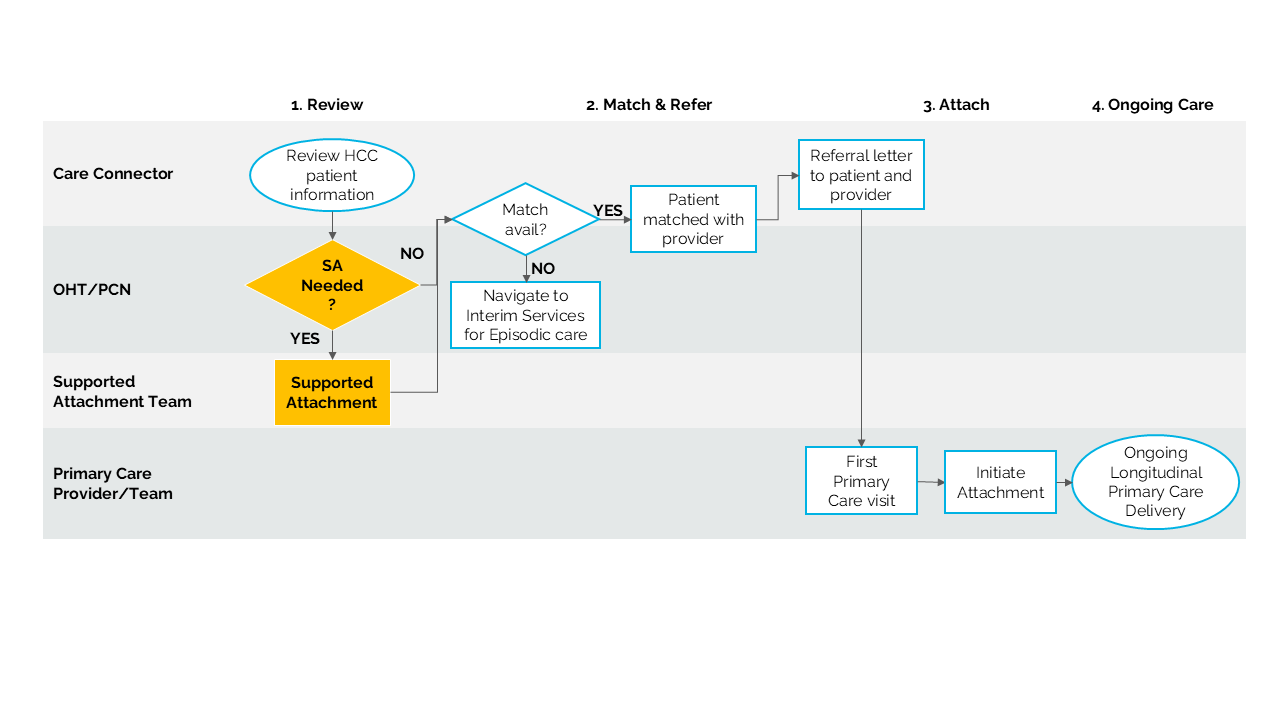 1. Review
2. Match & Refer
3. Attach
4. Ongoing Care
Care Connector
Review HCC
patient
information
Match
avail?
YES
Patient
matched with
provider
Referral letter
to patient and
provider
OHT/PCN
SA
Needed
?
NO
YES
NO
Navigate to
Interim Services
for Episodic care
Supported
Attachment Team
Supported
Attachment
Primary Care
Provider/Team
First
Primary
Care visit
Initiate
Attachment
Ongoing
Longitudinal
Primary Care
Delivery